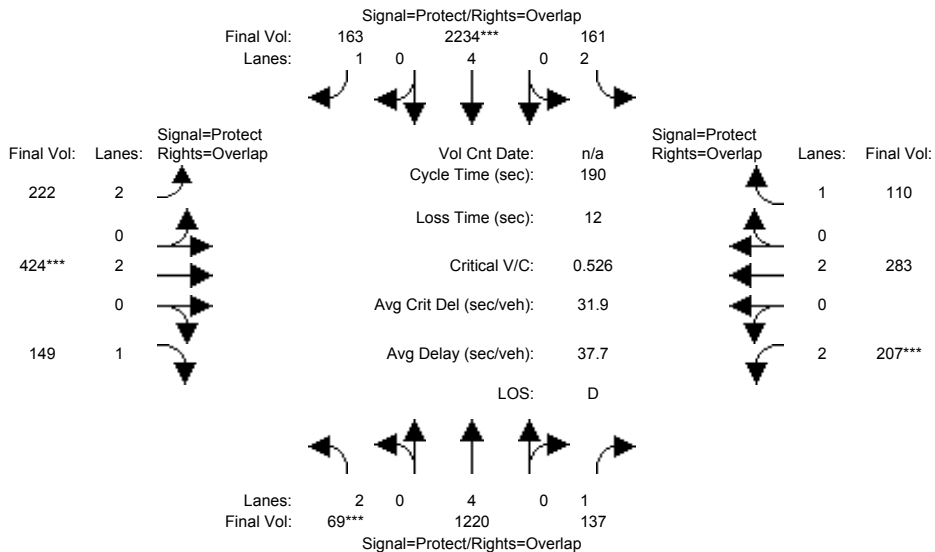 Signal=Protect/Rights=Overlap
Final Vol: 163 2234*** 161
Lanes: 1 0 4 0 2
Signal=Protect Signal=Protect
Final Vol: Lanes: Rights=Overlap Vol Cnt Date: n/a Rights=Overlap Lanes: Final Vol:
Cycle Time (sec): 190
222 2 1 110
Loss Time (sec): 12
0 0
424*** 2 Critical V/C: 0.526 2 283
0 Avg Crit Del (sec/veh): 31.9 0
149 1 Avg Delay (sec/veh): 37.7 2 207***
LOS: D
Lanes: 2 0 4 0 1
Final Vol: 69*** 1220 137
Signal=Protect/Rights=Overlap